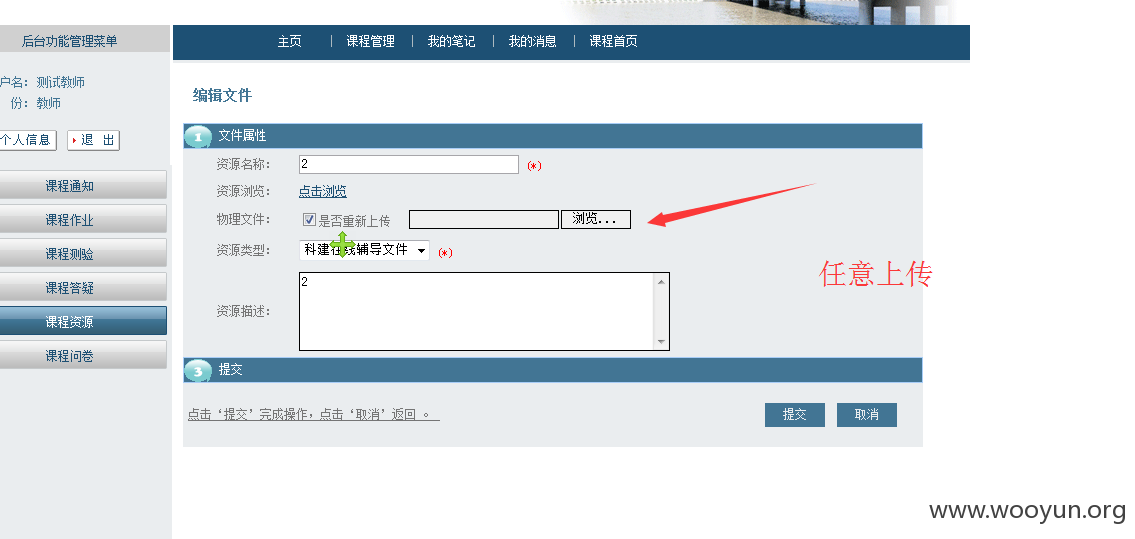 后台功能管理菜单
主页 | 课程管理 | 我的笔记 | 我的消息 | 课程首页
户名：测试教师
份：教师
个人信息
退 出
课程通知
课程作业
课程测验
课程答疑
课程资源
课程问卷
编辑文件
1 文件属性
资源名称： 2 (*)
资源浏览： 点击浏览
物理文件： 是否重新上传 浏览...
资源类型： 科建在线辅导文件 (*)
资源描述： 2
任意上传
3 提交
点击‘提交’完成操作，点击‘取消’返回 。
提交 取消
www.wooyun.org